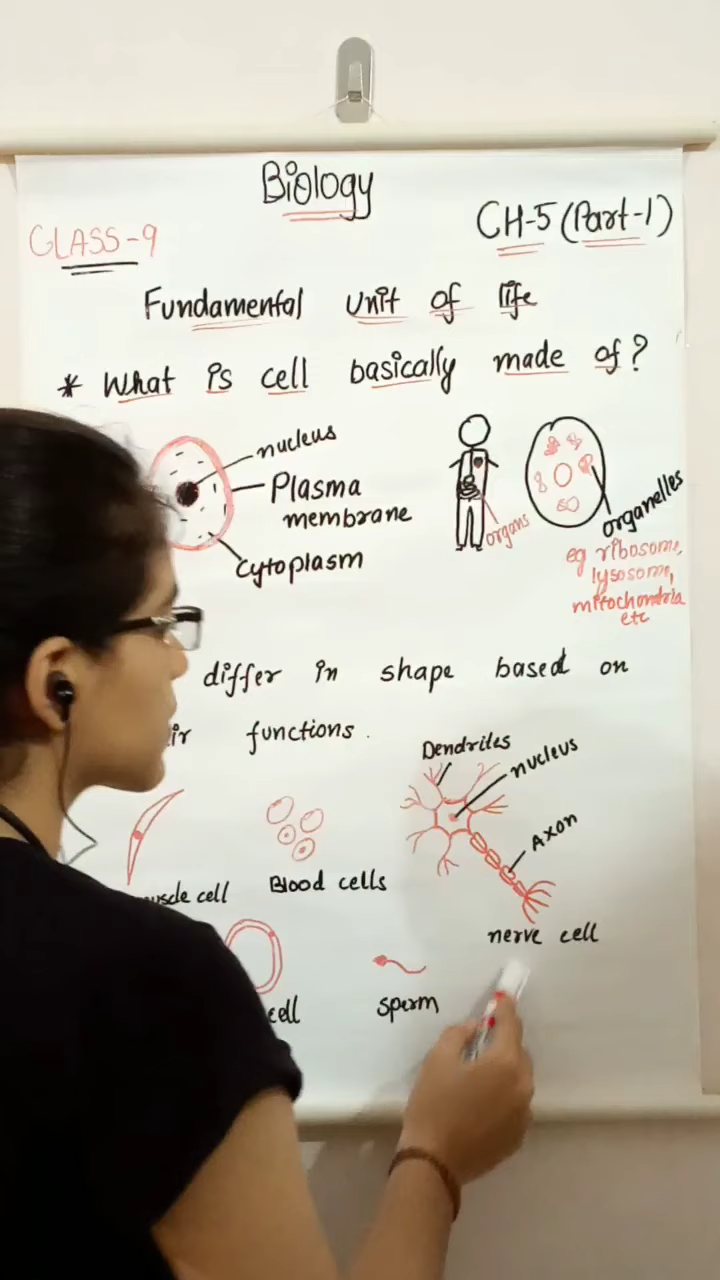 Biology
CLASS-9
CH-5 (Part-1)
Fundamental unit of life
* What is cell basically made of?
nucleus
Plasma
membrane
cytoplasm
organs
organelles
eg ribosome,
lysosome,
mitochondria
etc
differ in shape based on
functions.
Dendrites
nucleus
Axon
cell
Blood cells
nerve cell
cell
sperm